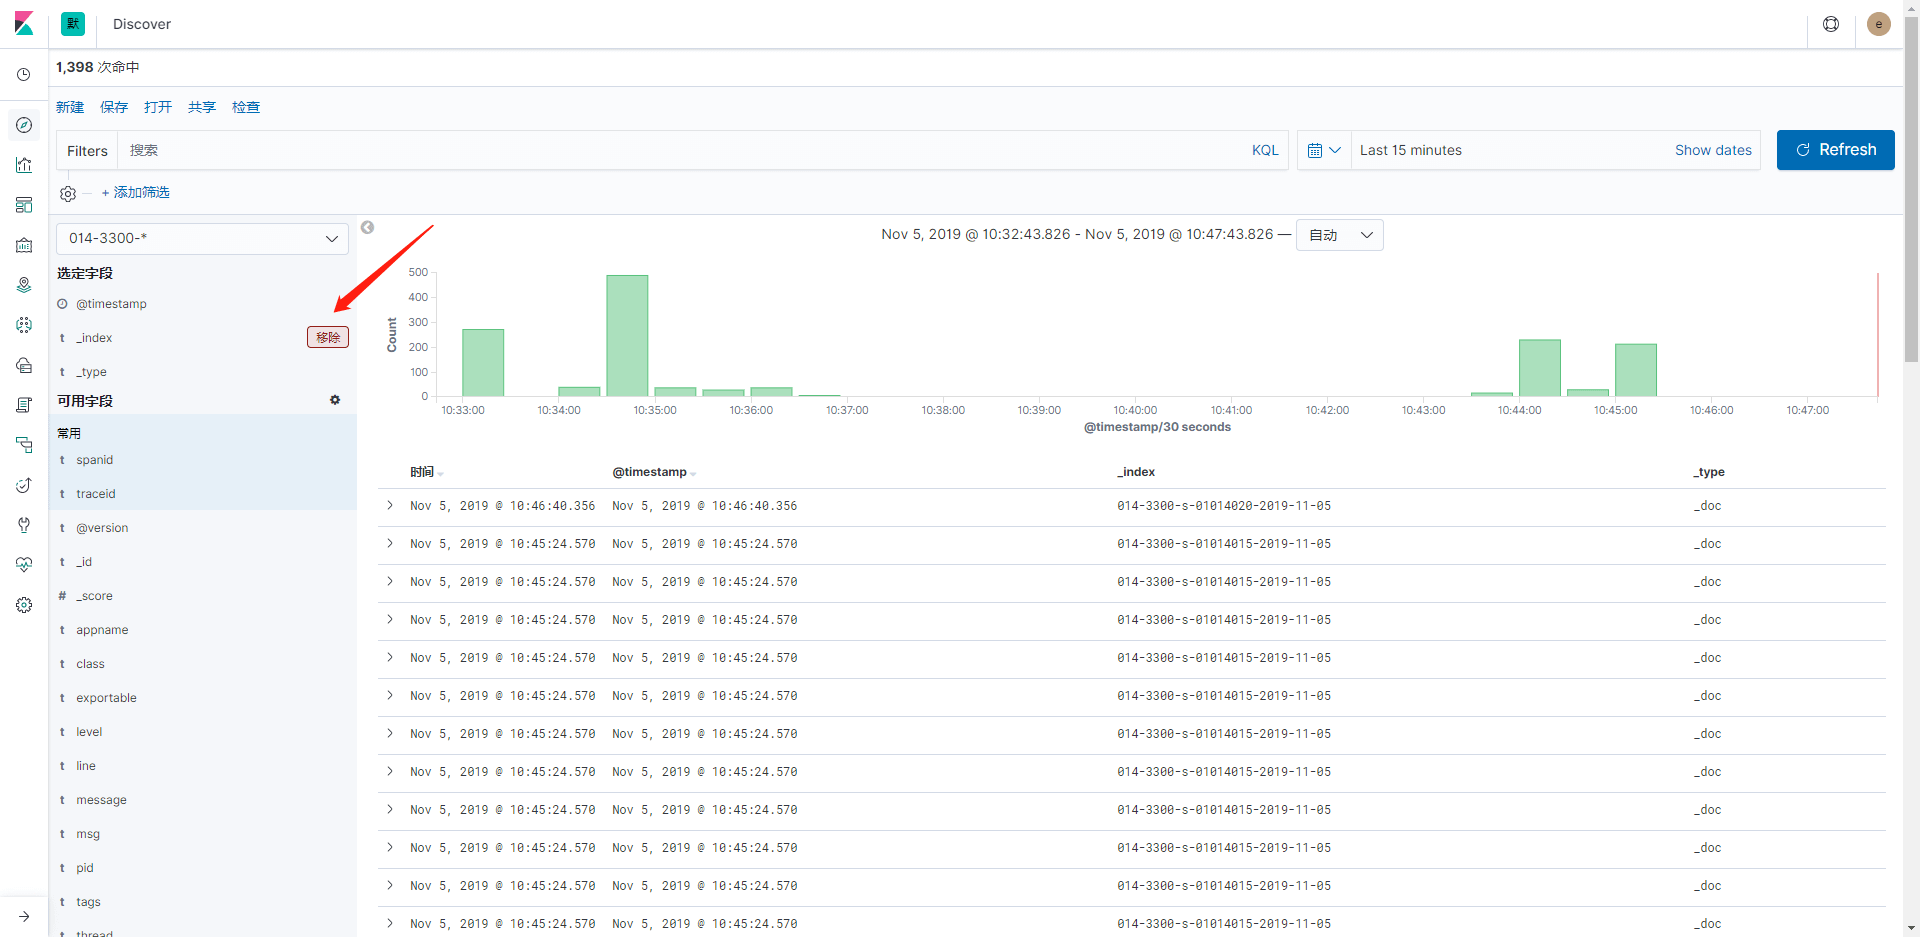 默 Discover e
1,398 次命中
新建 保存 打开 共享 检查
Filters 搜索 KQL Last 15 minutes Show dates Refresh
+ 添加筛选
014-3300-*
选定字段
@timestamp
t _index 移除
t _type
可用字段
常用
t spanid
t traceid
t @version
t _id
# _score
t appname
t class
t exportable
t level
t line
t message
t msg
t pid
t tags
t thread
Nov 5, 2019 @ 10:32:43.826 - Nov 5, 2019 @ 10:47:43.826 — 自动
Count
500
400
300
200
100
0
10:33:00 10:34:00 10:35:00 10:36:00 10:37:00 10:38:00 10:39:00 10:40:00 10:41:00 10:42:00 10:43:00 10:44:00 10:45:00 10:46:00 10:47:00
@timestamp/30 seconds
时间 @timestamp _index _type
Nov 5, 2019 @ 10:46:40.356 Nov 5, 2019 @ 10:46:40.356 014-3300-s-01014020-2019-11-05 _doc
Nov 5, 2019 @ 10:45:24.570 Nov 5, 2019 @ 10:45:24.570 014-3300-s-01014015-2019-11-05 _doc
Nov 5, 2019 @ 10:45:24.570 Nov 5, 2019 @ 10:45:24.570 014-3300-s-01014015-2019-11-05 _doc
Nov 5, 2019 @ 10:45:24.570 Nov 5, 2019 @ 10:45:24.570 014-3300-s-01014015-2019-11-05 _doc
Nov 5, 2019 @ 10:45:24.570 Nov 5, 2019 @ 10:45:24.570 014-3300-s-01014015-2019-11-05 _doc
Nov 5, 2019 @ 10:45:24.570 Nov 5, 2019 @ 10:45:24.570 014-3300-s-01014015-2019-11-05 _doc
Nov 5, 2019 @ 10:45:24.570 Nov 5, 2019 @ 10:45:24.570 014-3300-s-01014015-2019-11-05 _doc
Nov 5, 2019 @ 10:45:24.570 Nov 5, 2019 @ 10:45:24.570 014-3300-s-01014015-2019-11-05 _doc
Nov 5, 2019 @ 10:45:24.570 Nov 5, 2019 @ 10:45:24.570 014-3300-s-01014015-2019-11-05 _doc
Nov 5, 2019 @ 10:45:24.570 Nov 5, 2019 @ 10:45:24.570 014-3300-s-01014015-2019-11-05 _doc
Nov 5, 2019 @ 10:45:24.570 Nov 5, 2019 @ 10:45:24.570 014-3300-s-01014015-2019-11-05 _doc
Nov 5, 2019 @ 10:45:24.570 Nov 5, 2019 @ 10:45:24.570 014-3300-s-01014015-2019-11-05 _doc